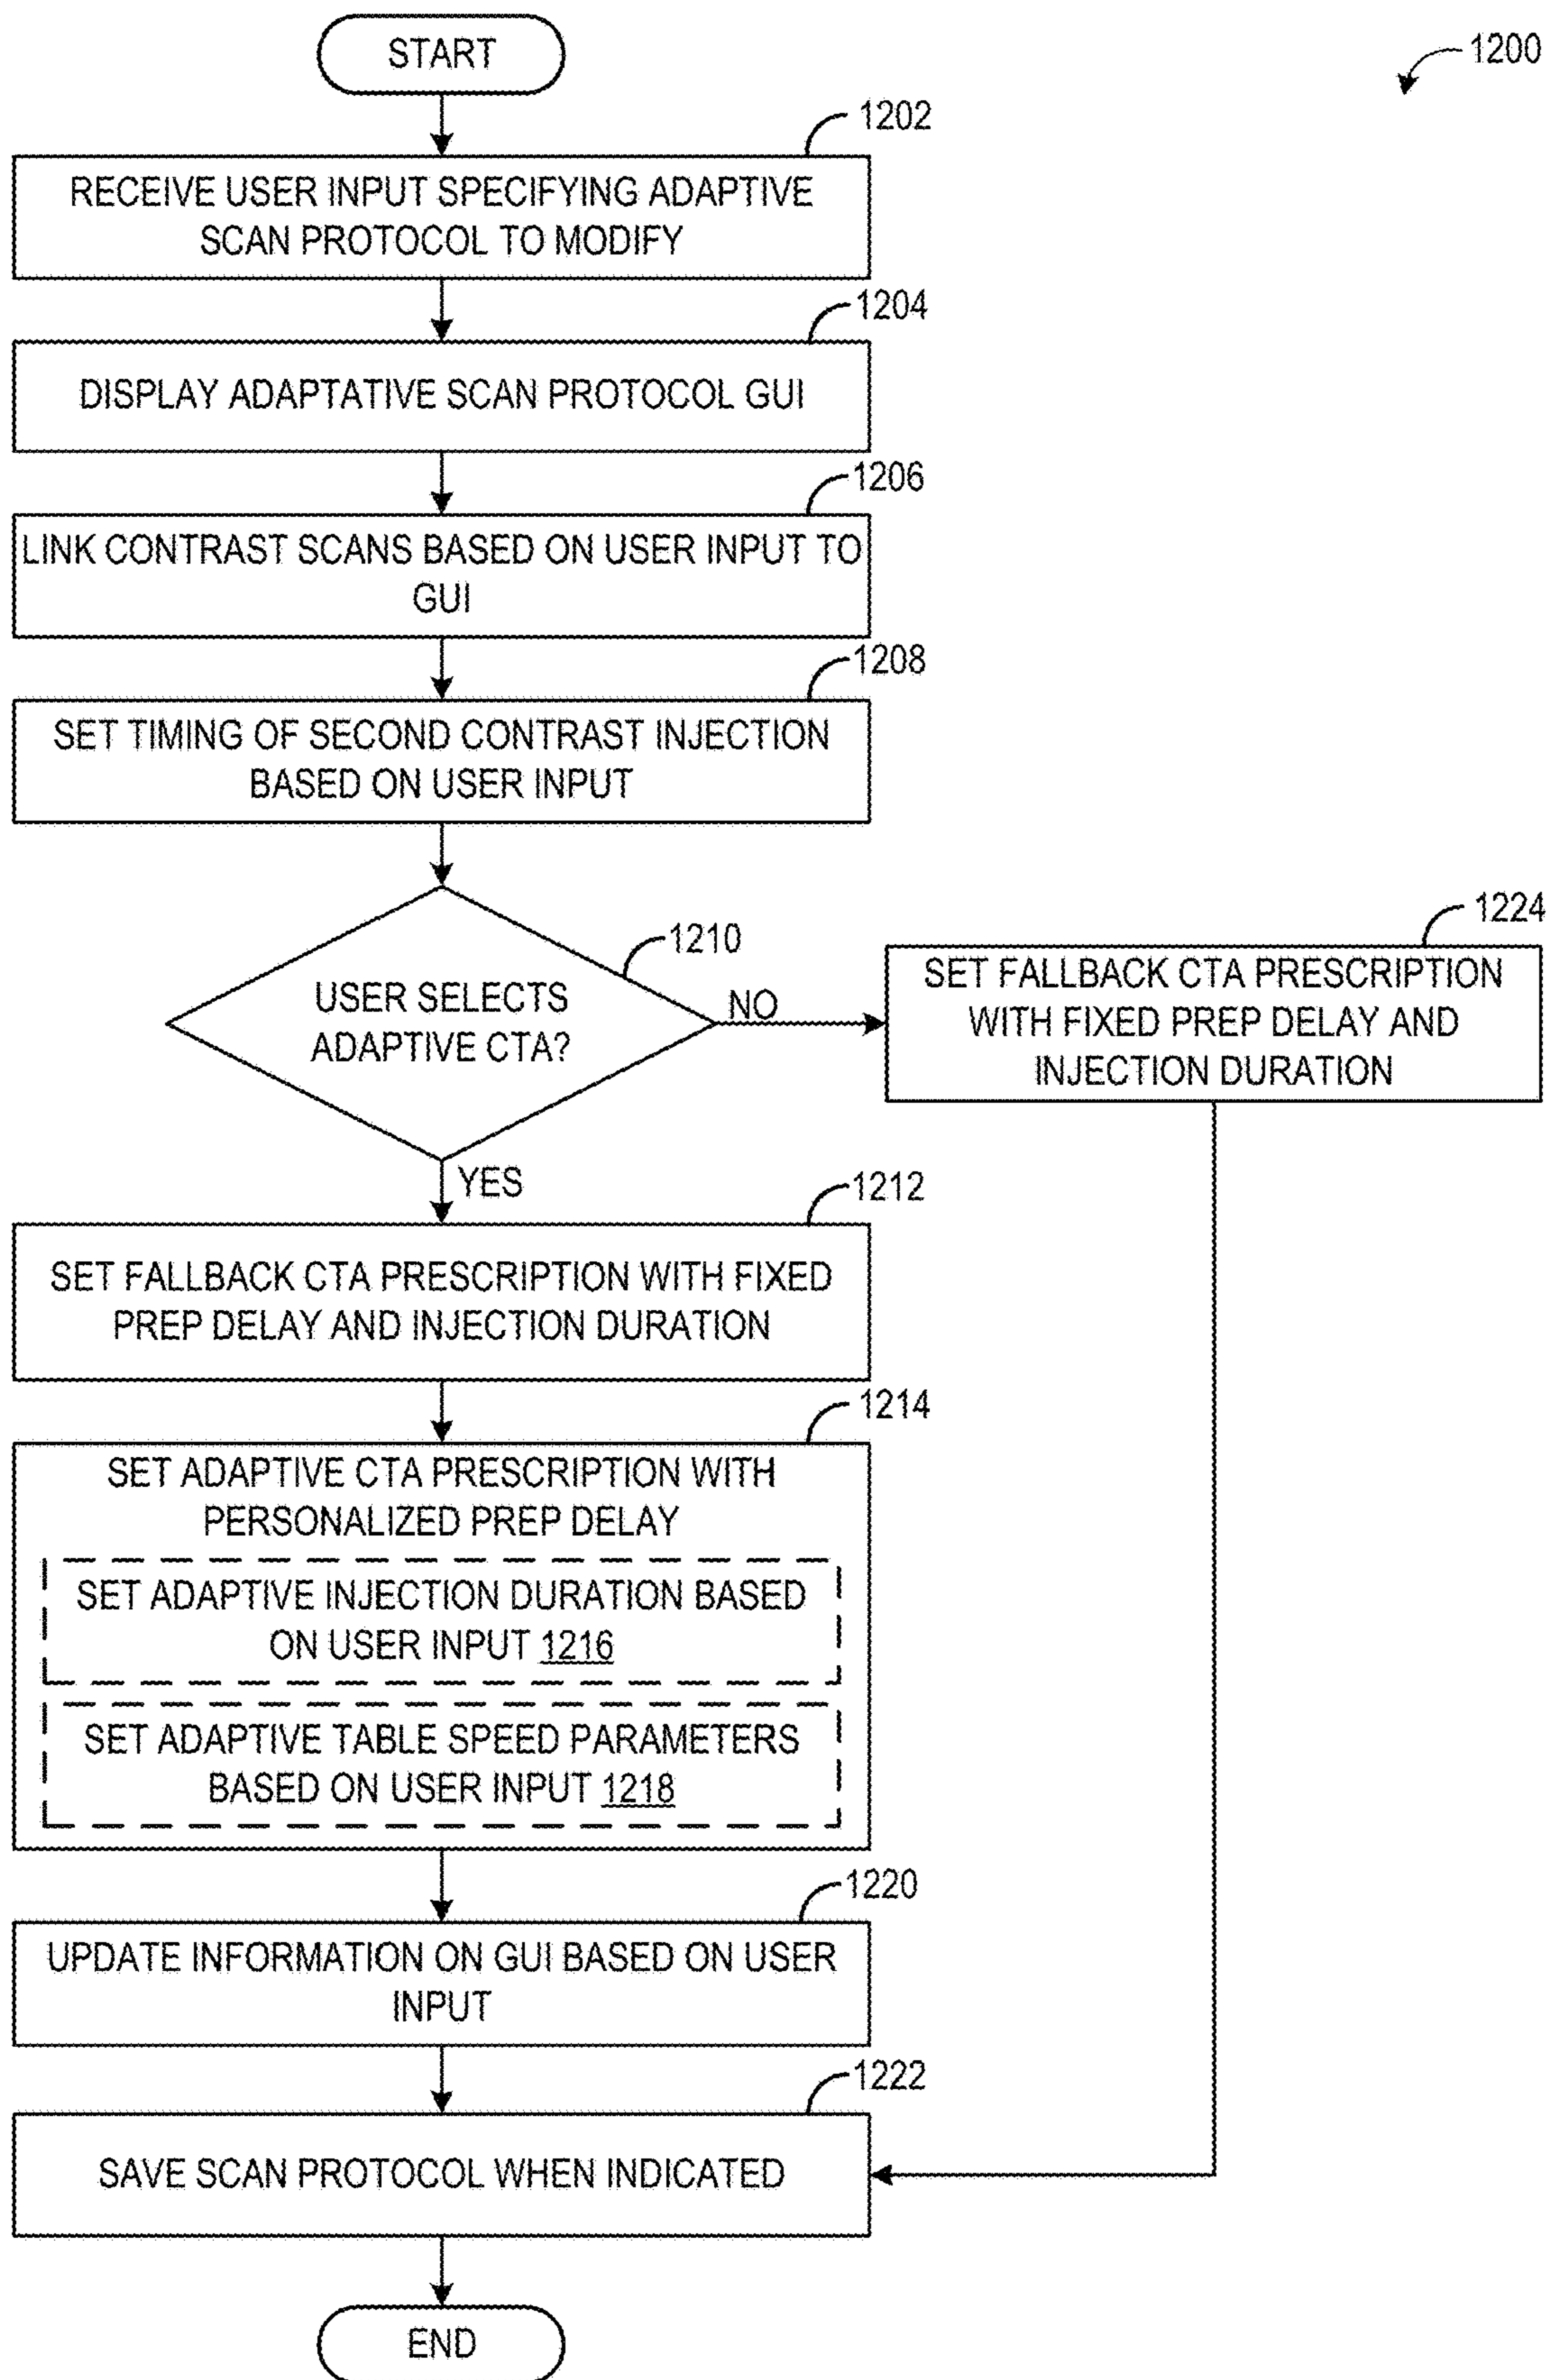 START
1200
1202
RECEIVE USER INPUT SPECIFYING ADAPTIVE
SCAN PROTOCOL TO MODIFY
1204
DISPLAY ADAPTATIVE SCAN PROTOCOL GUI
1206
LINK CONTRAST SCANS BASED ON USER INPUT TO
GUI
1208
SET TIMING OF SECOND CONTRAST INJECTION
BASED ON USER INPUT
1210
USER SELECTS
ADAPTIVE CTA?
NO
1224
SET FALLBACK CTA PRESCRIPTION
WITH FIXED PREP DELAY AND
INJECTION DURATION
YES
1212
SET FALLBACK CTA PRESCRIPTION WITH FIXED
PREP DELAY AND INJECTION DURATION
1214
SET ADAPTIVE CTA PRESCRIPTION WITH
PERSONALIZED PREP DELAY
SET ADAPTIVE INJECTION DURATION BASED
ON USER INPUT 1216
SET ADAPTIVE TABLE SPEED PARAMETERS
BASED ON USER INPUT 1218
1220
UPDATE INFORMATION ON GUI BASED ON USER
INPUT
1222
SAVE SCAN PROTOCOL WHEN INDICATED
END